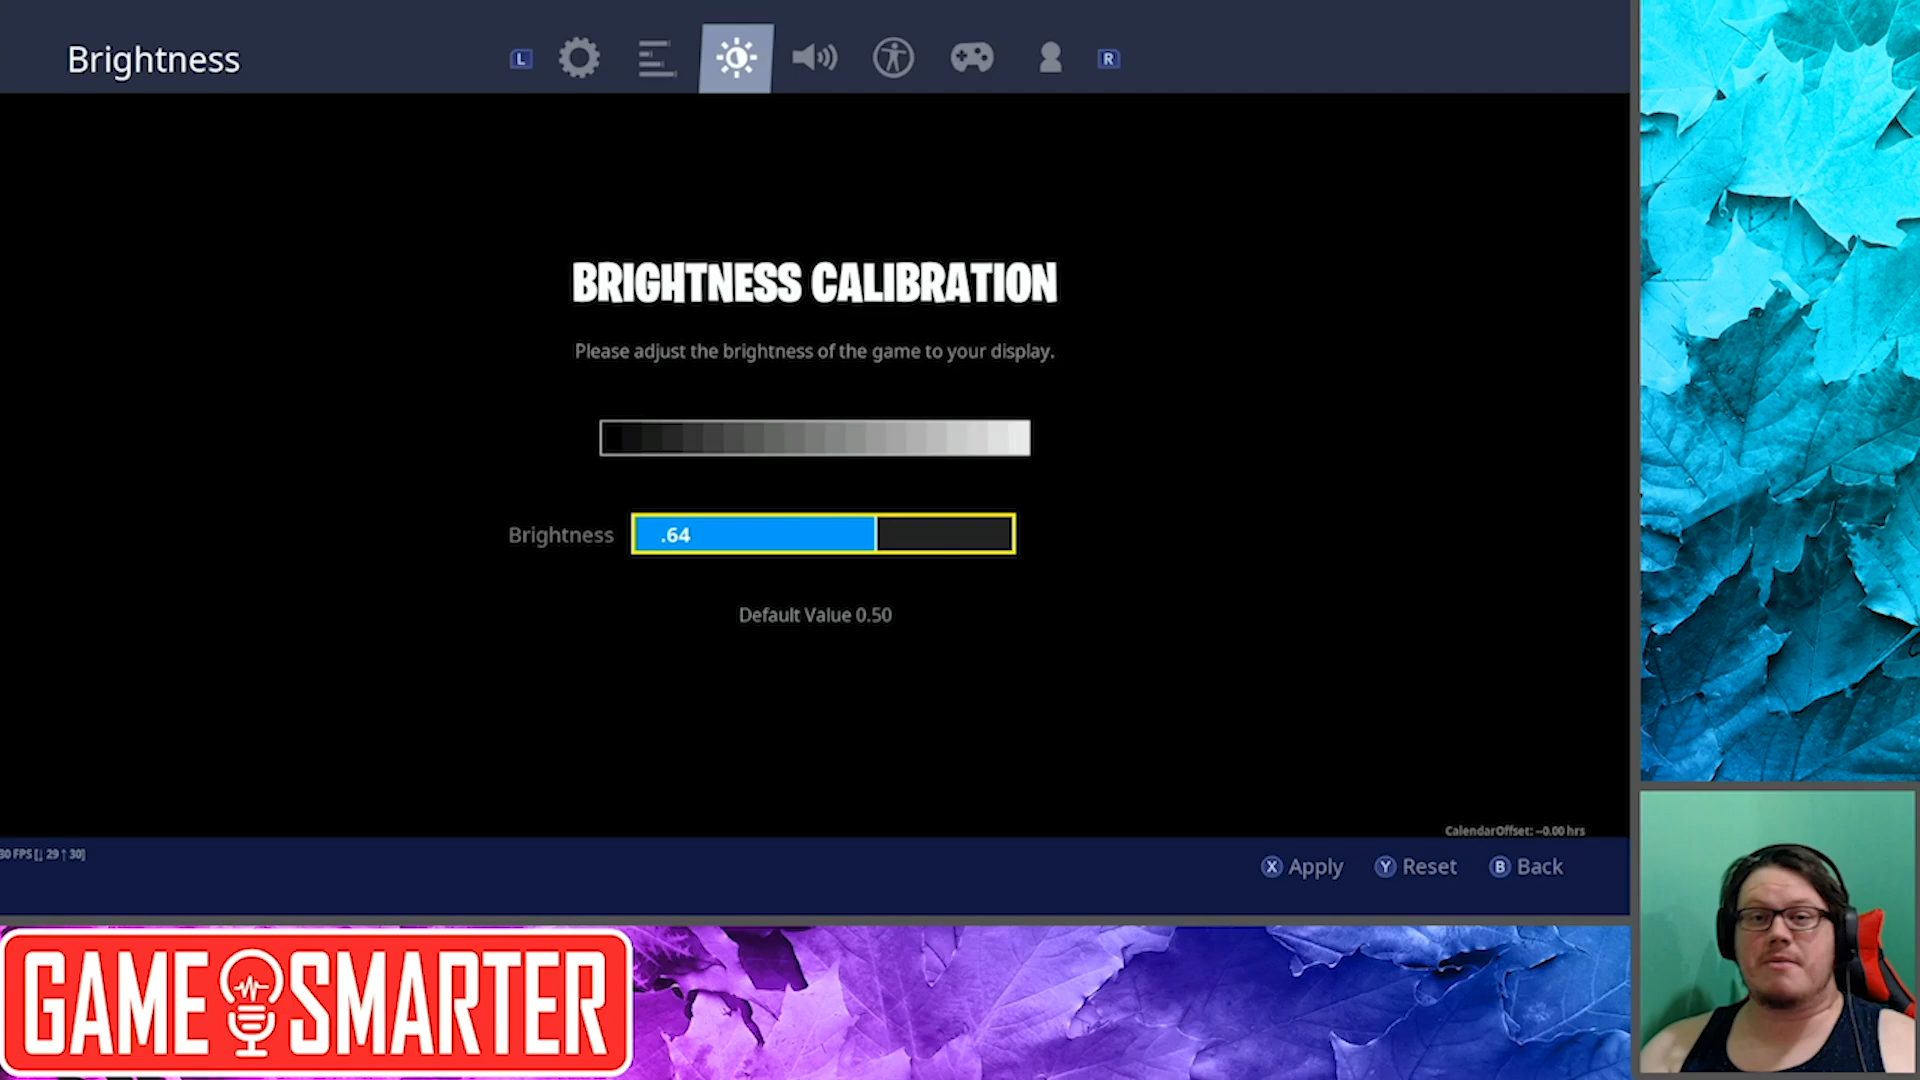 Brightness
L
R
BRIGHTNESS CALIBRATION
Please adjust the brightness of the game to your display.
Brightness .64
Default Value 0.50
CalendarOffset: -0.00 hrs
30 FPS [↓ 29 ↑ 30]
X Apply Y Reset B Back
GAME SMARTER